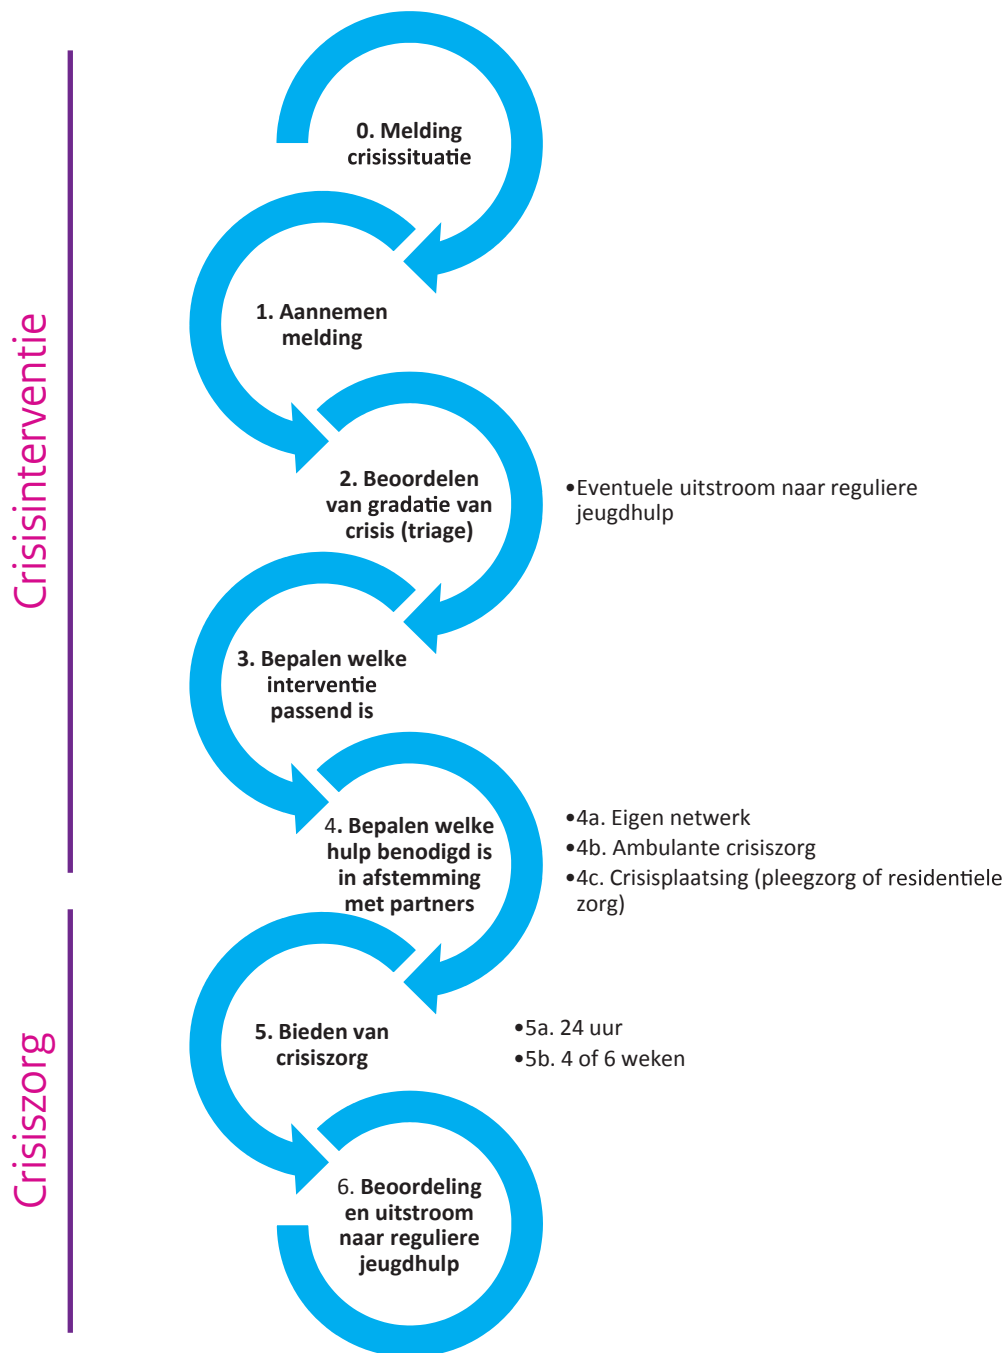 Crisisinterventie
0. Melding
crisissituatie
1. Aannemen
melding
2. Beoordelen
van gradatie van
crisis (triage)
•Eventuele uitstroom naar reguliere
jeugdhulp
3. Bepalen welke
interventie
passend is
4. Bepalen welke
hulp benodigd is
in afstemming
met partners
•4a. Eigen netwerk
•4b. Ambulante crisiszorg
•4c. Crisisplaatsing (pleegzorg of residentiele
zorg)
Crisiszorg
5. Bieden van
crisiszorg
•5a. 24 uur
•5b. 4 of 6 weken
6. Beoordeling
en uitstroom
naar reguliere
jeugdhulp